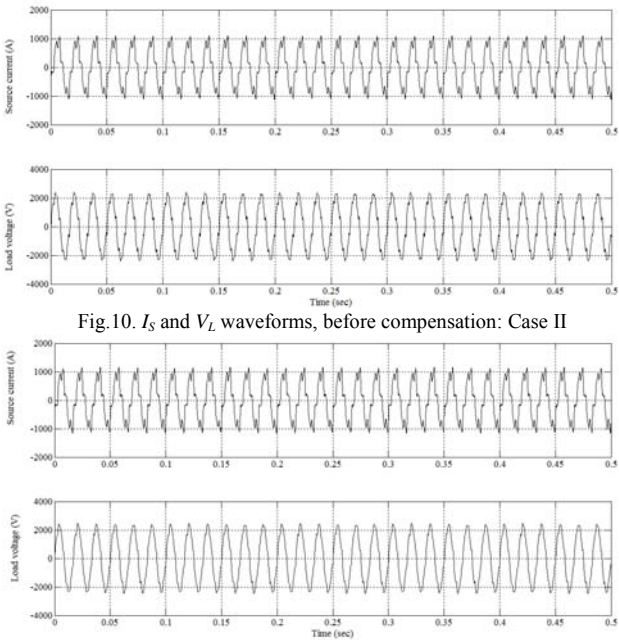 2000
1000
0
-1000
-2000
Source current (A)
0 0.05 0.1 0.15 0.2 0.25 0.3 0.35 0.4 0.45 0.5
4000
2000
0
-2000
-4000
Load voltage (V)
0 0.05 0.1 0.15 0.2 0.25 0.3 0.35 0.4 0.45 0.5
Time (sec)
Fig.10. IS and VL waveforms, before compensation: Case II
2000
1000
0
-1000
-2000
Source current (A)
0 0.05 0.1 0.15 0.2 0.25 0.3 0.35 0.4 0.45 0.5
4000
2000
0
-2000
-4000
Load voltage (V)
0 0.05 0.1 0.15 0.2 0.25 0.3 0.35 0.4 0.45 0.5
Time (sec)